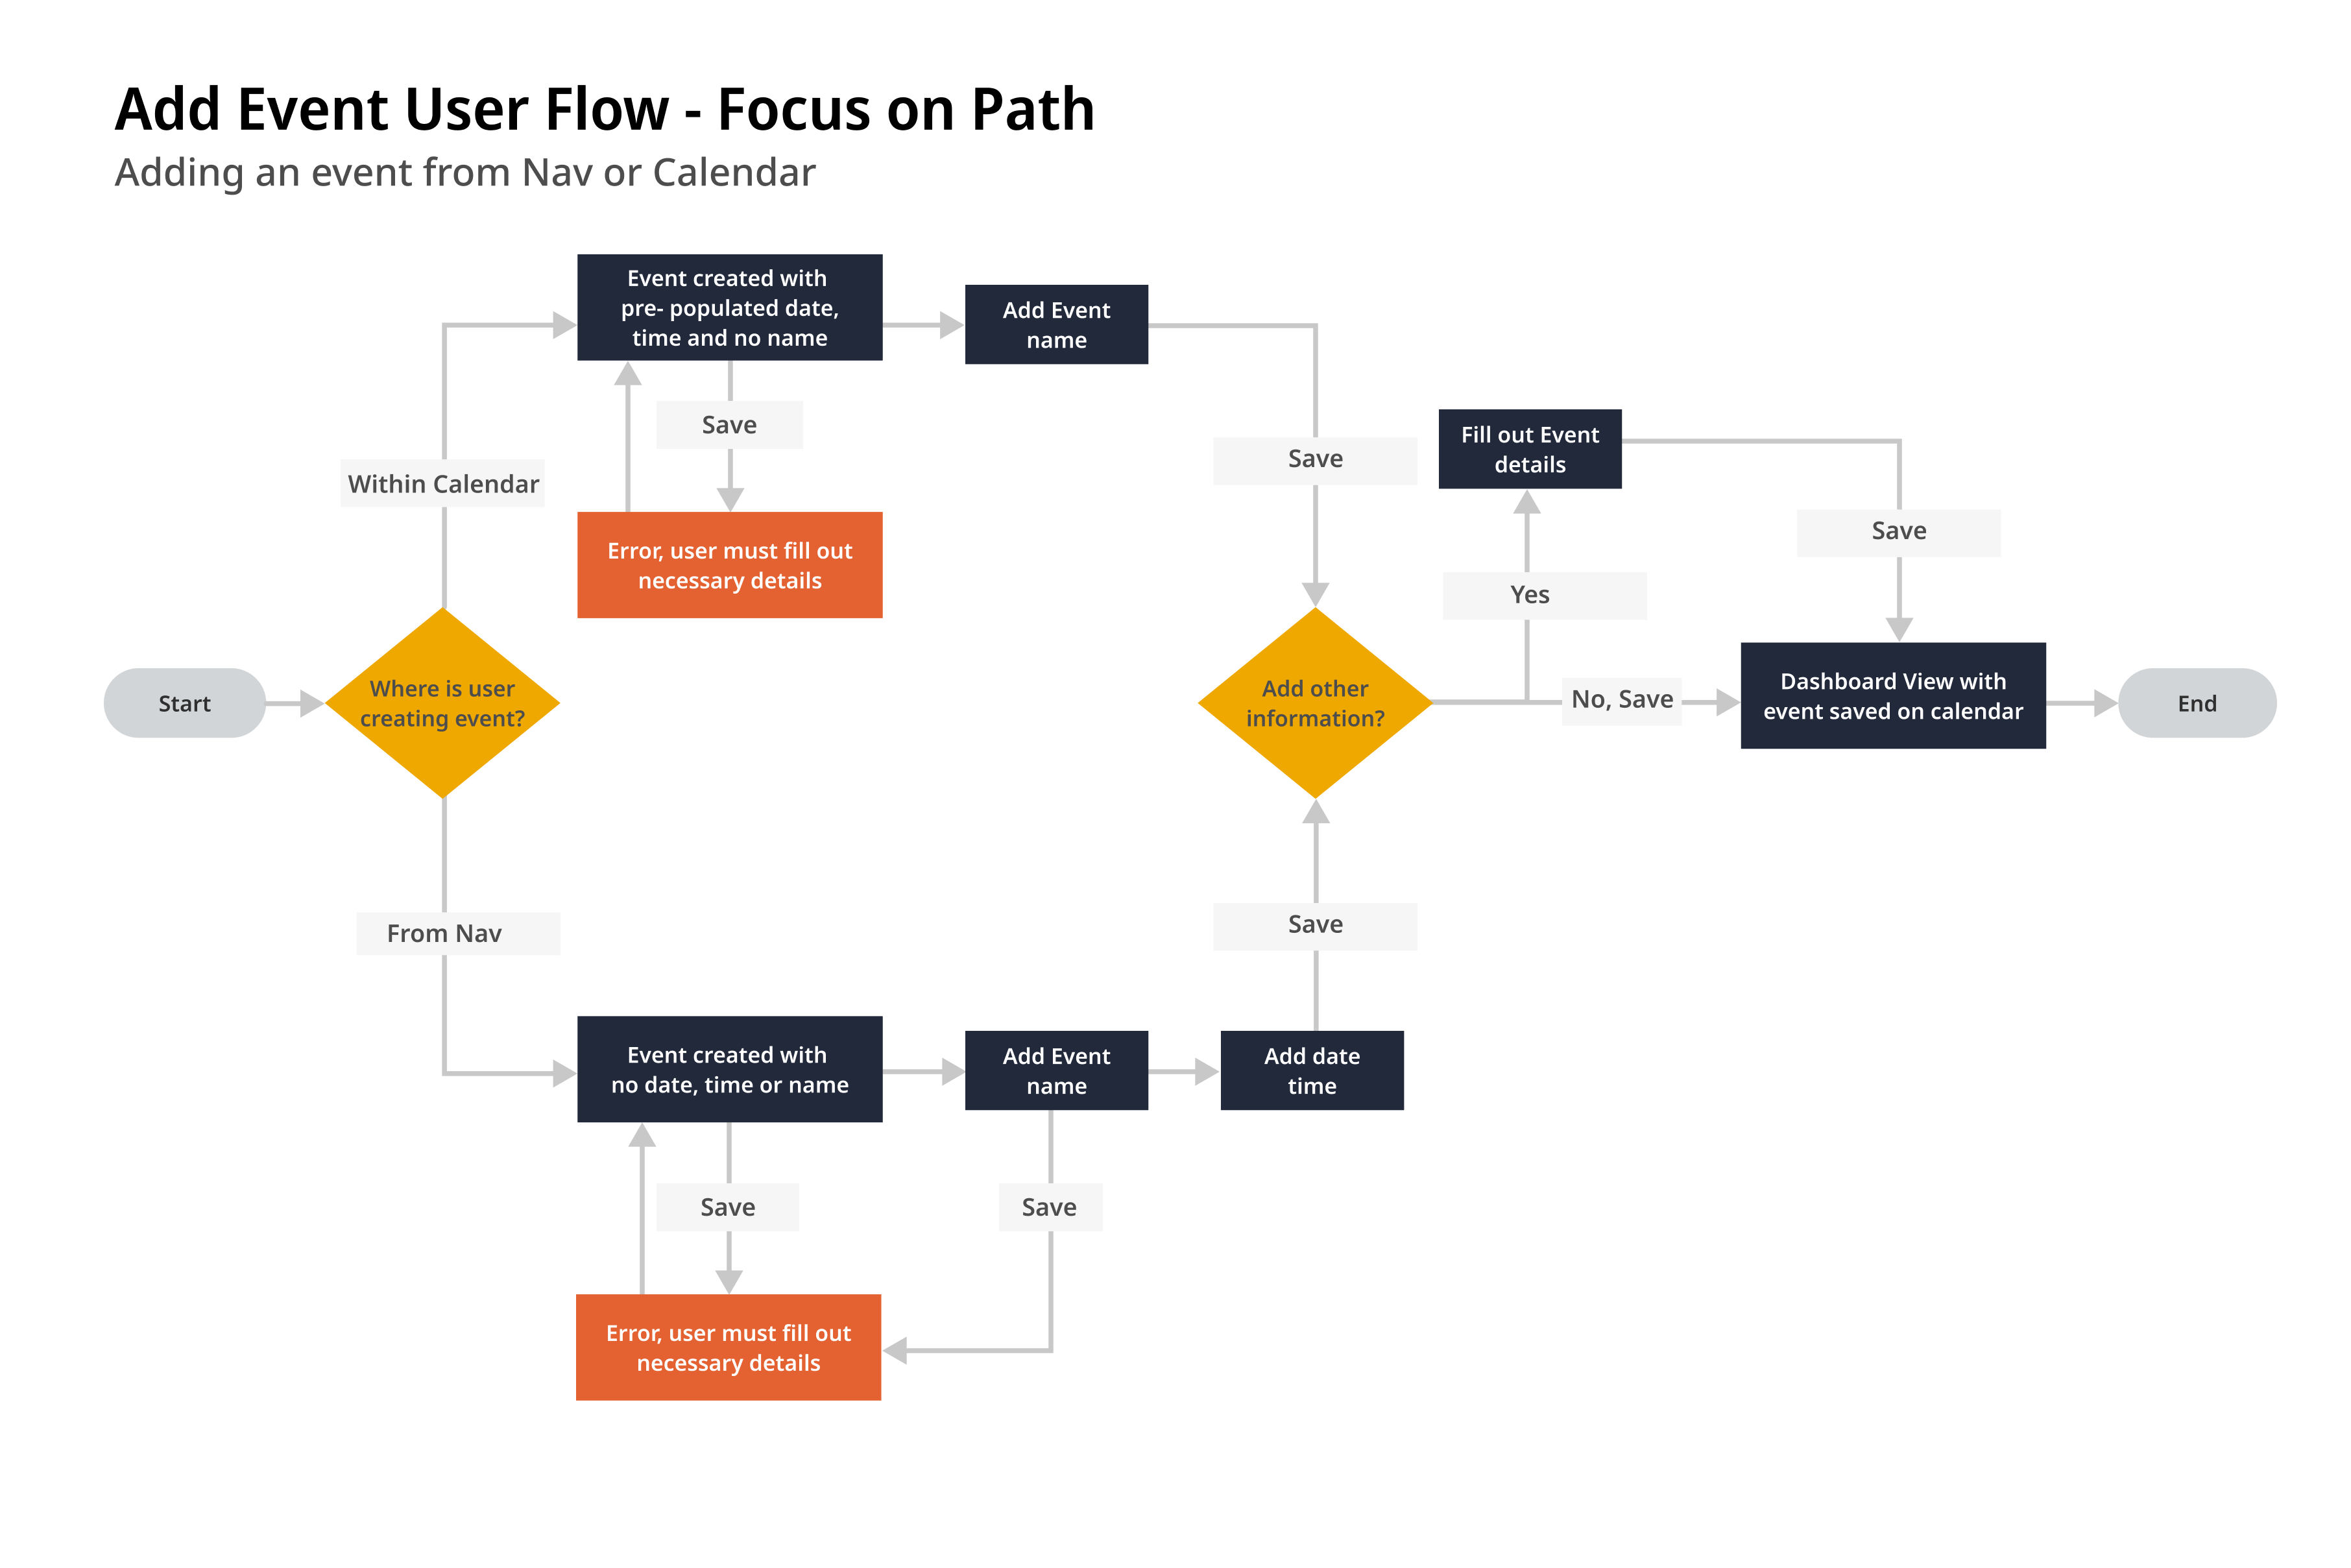 Add Event User Flow - Focus on Path
Adding an event from Nav or Calendar
Event created with
pre- populated date,
time and no name
Add Event
name
Save
Within Calendar
Error, user must fill out
necessary details
Save
Fill out Event
details
Save
Yes
Start
Where is user
creating event?
Add other
information?
No, Save
Dashboard View with
event saved on calendar
End
From Nav
Save
Event created with
no date, time or name
Add Event
name
Add date
time
Save
Save
Error, user must fill out
necessary details